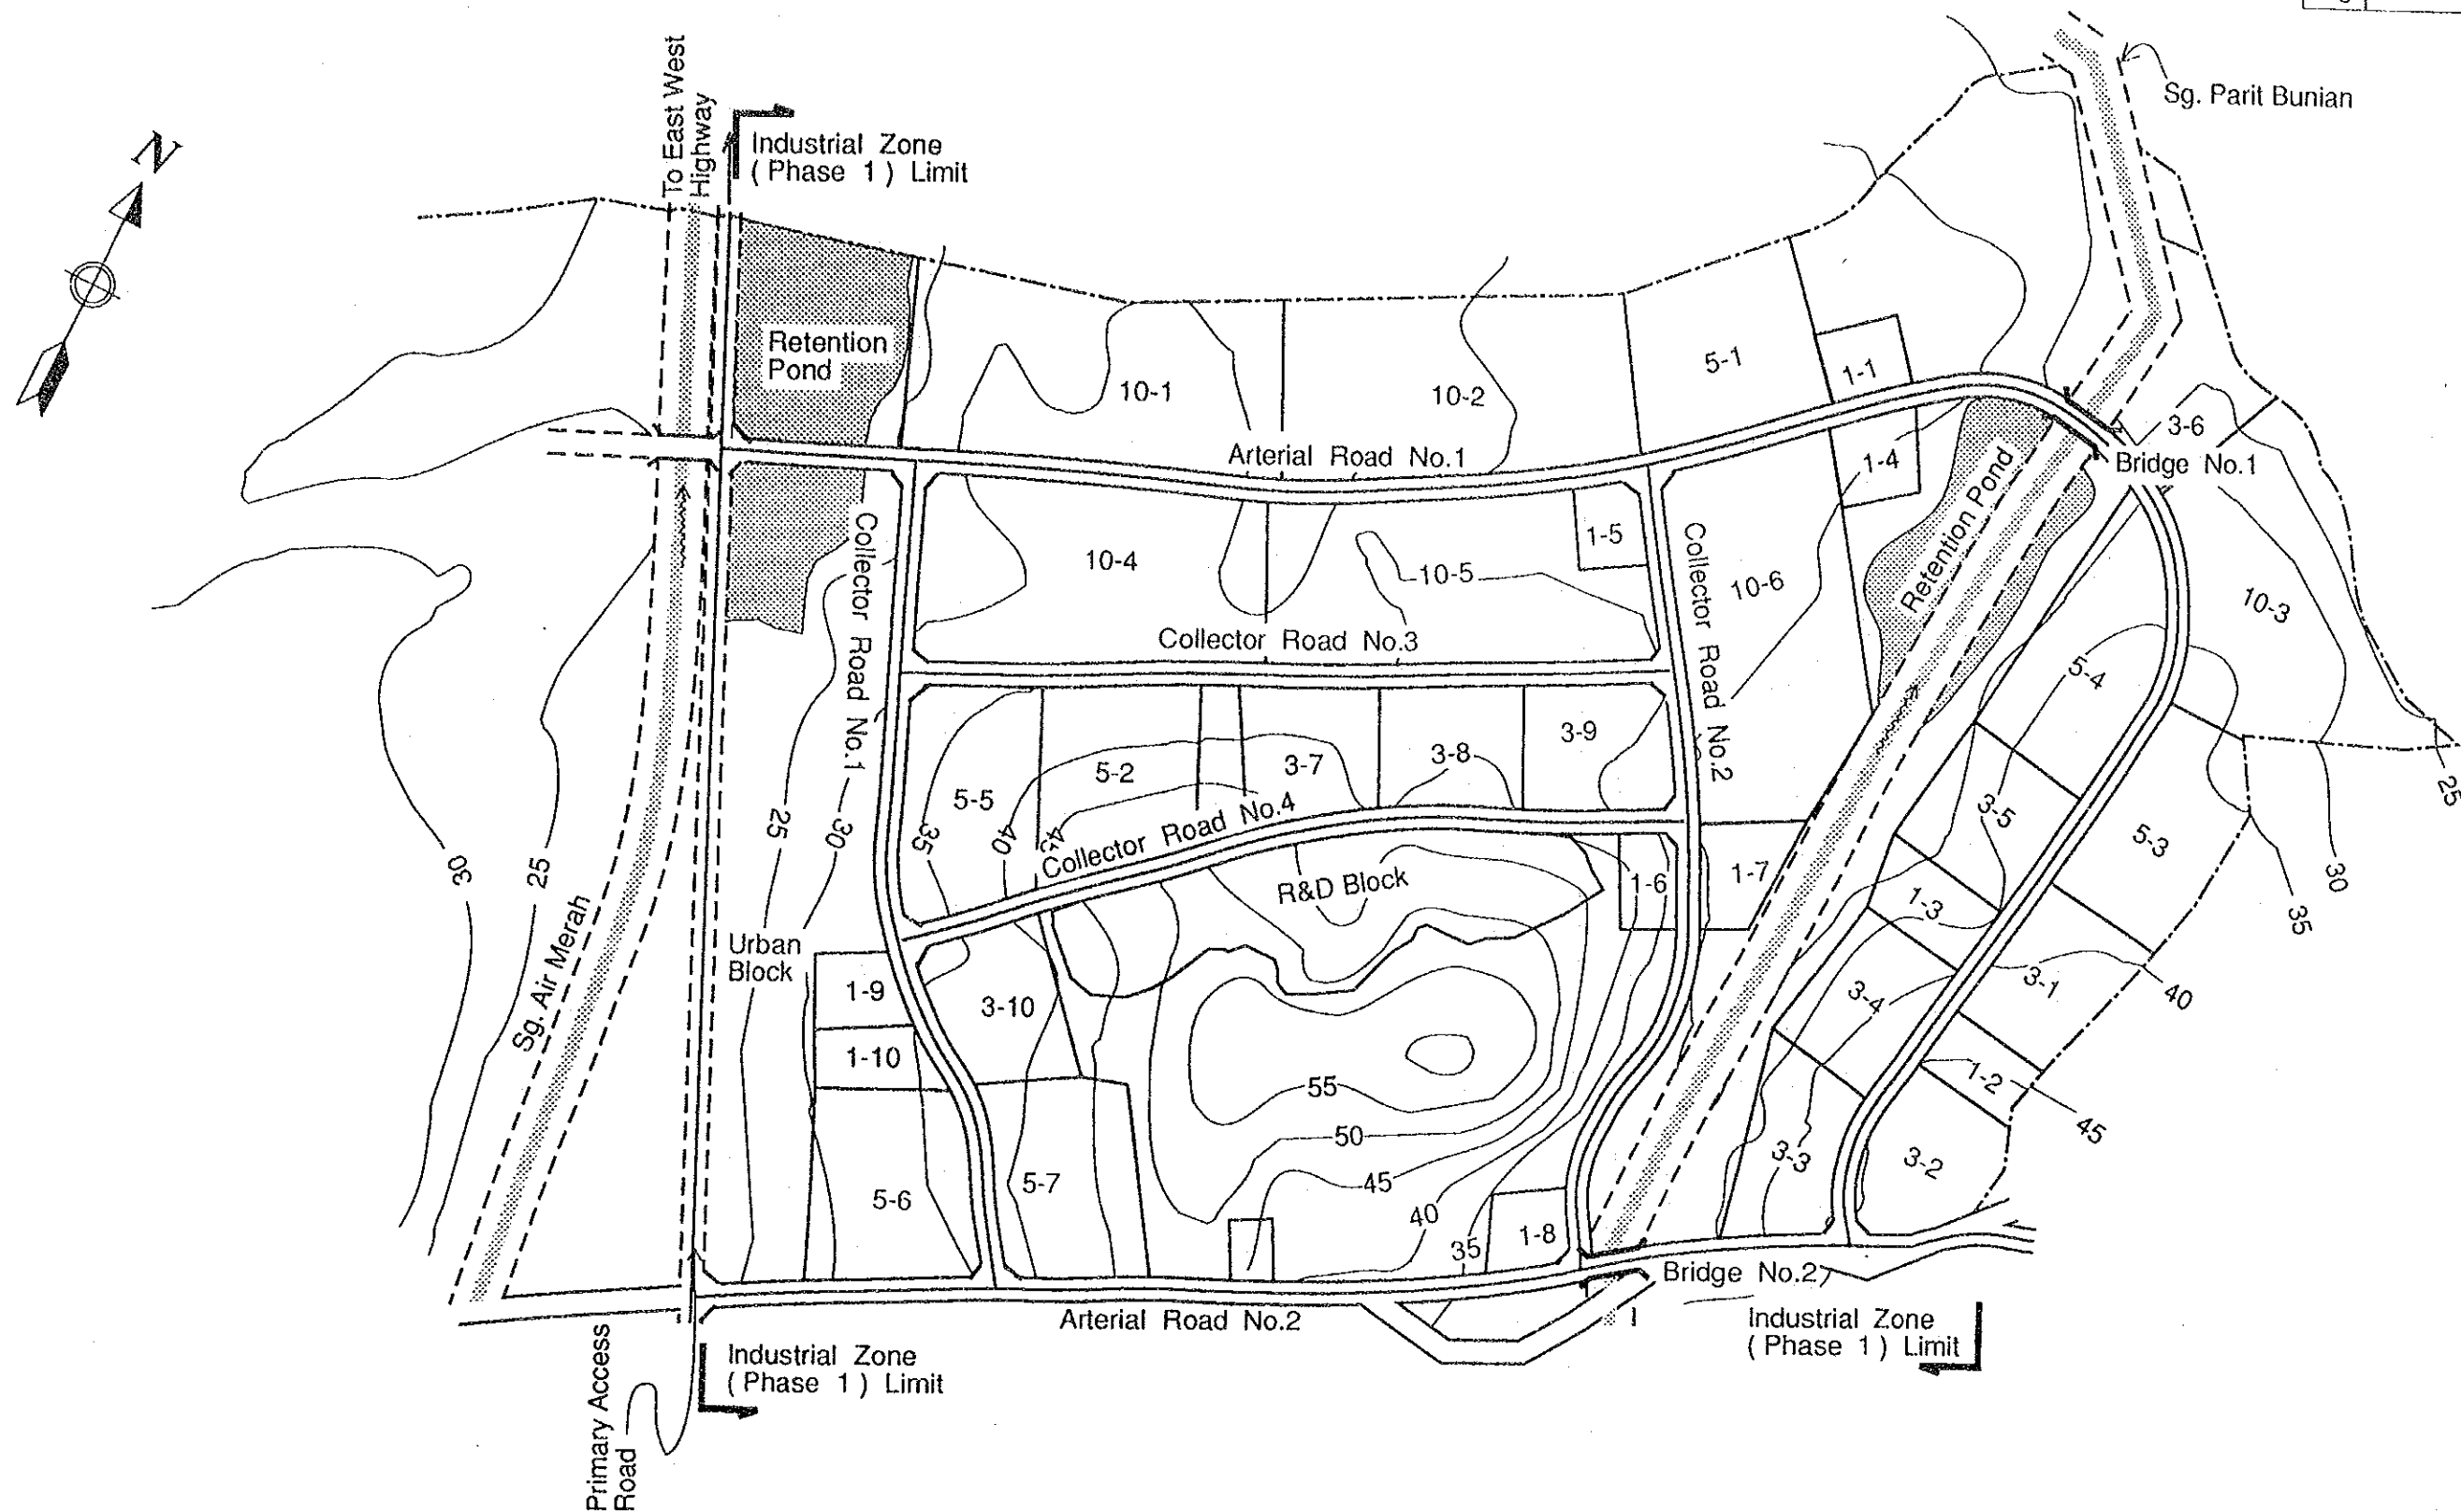 N
To East West
Highway
Industrial Zone
( Phase 1 ) Limit
Sg. Parit Bunian
Retention
Pond
10-1
10-2
5-1
1-1
3-6
Arterial Road No.1
1-4
Bridge No.1
Collector Road No.1
10-4
10-5
1-5
Collector Road No.2
10-6
Retention Pond
10-3
Collector Road No.3
5-4
5-5
5-2
3-7
3-8
3-9
3-5
5-3
25
30
35
40
Collector Road No.4
30
25
25
30
35
R&D Block
1-6
1-7
1-3
Sg. Air Merah
Urban
Block
1-9
3-10
1-10
3-4
3-1
40
1-2
45
55
50
45
40
35
5-6
5-7
1-8
3-3
3-2
Bridge No.2
Arterial Road No.2
Primary Access
Road
Industrial Zone
( Phase 1 ) Limit
Industrial Zone
( Phase 1 ) Limit